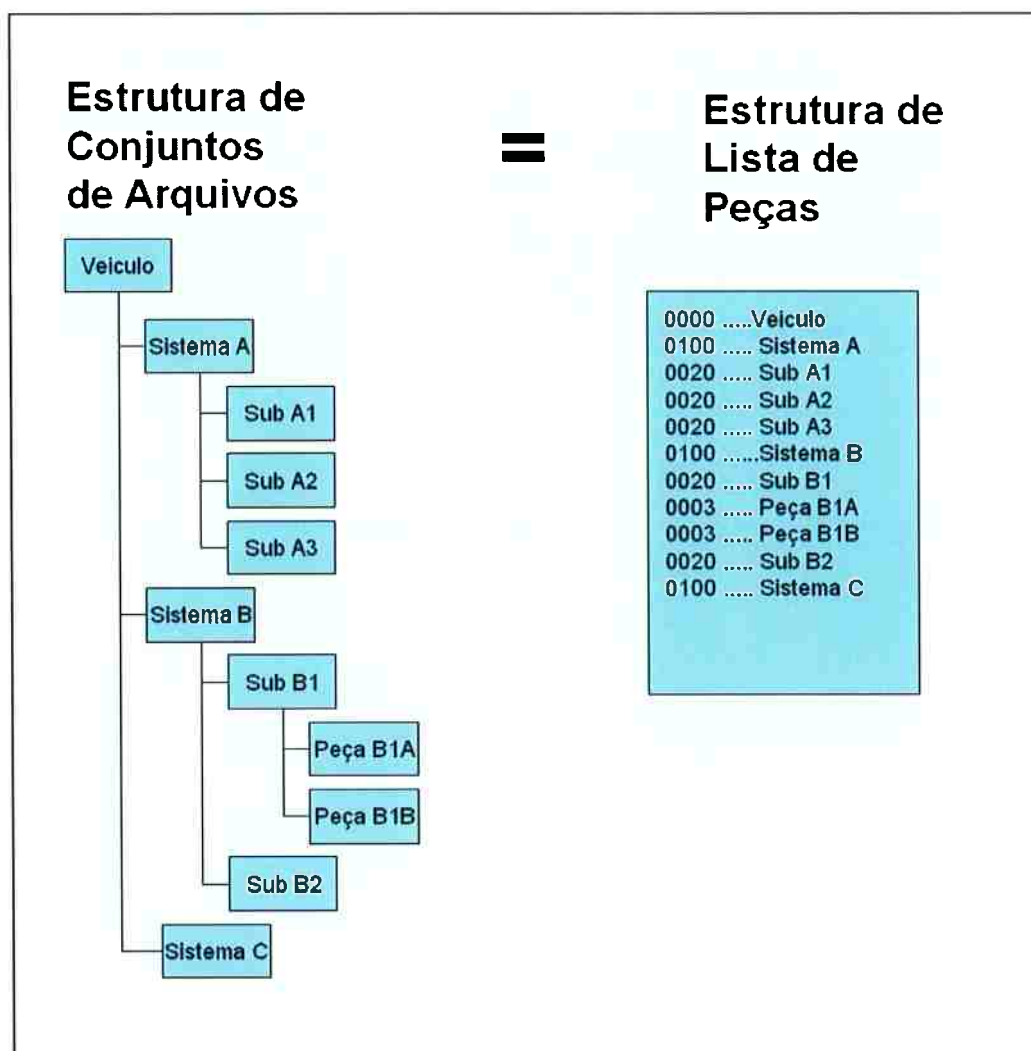 Estrutura de
Conjuntos
de Arquivos
=
Estrutura de
Lista de
Peças
Veiculo
Sistema A
Sub A1
Sub A2
Sub A3
Sistema B
Sub B1
Peça B1A
Peça B1B
Sub B2
Sistema C
0000 .....Veiculo
0100 ..... Sistema A
0020 ..... Sub A1
0020 ..... Sub A2
0020 ..... Sub A3
0100 ......Sistema B
0020 ..... Sub B1
0003 ..... Peça B1A
0003 ..... Peça B1B
0020 ..... Sub B2
0100 ..... Sistema C